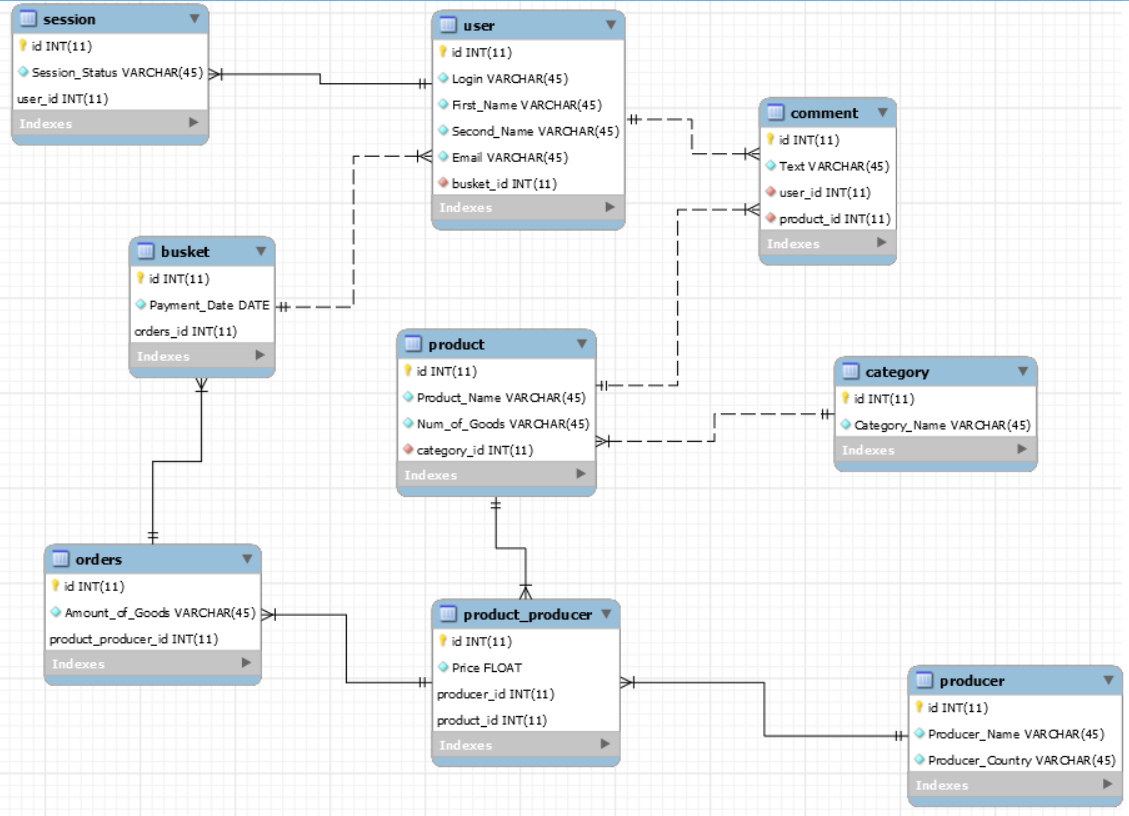 session
id INT(11)
Session_Status VARCHAR(45)
user_id INT(11)
Indexes
user
id INT(11)
Login VARCHAR(45)
First_Name VARCHAR(45)
Second_Name VARCHAR(45)
Email VARCHAR(45)
busket_id INT(11)
Indexes
comment
id INT(11)
Text VARCHAR(45)
user_id INT(11)
product_id INT(11)
Indexes
busket
id INT(11)
Payment_Date DATE
orders_id INT(11)
Indexes
product
id INT(11)
Product_Name VARCHAR(45)
Num_of_Goods VARCHAR(45)
category_id INT(11)
Indexes
category
id INT(11)
Category_Name VARCHAR(45)
Indexes
orders
id INT(11)
Amount_of_Goods VARCHAR(45)
product_producer_id INT(11)
Indexes
product_producer
id INT(11)
Price FLOAT
producer_id INT(11)
product_id INT(11)
Indexes
producer
id INT(11)
Producer_Name VARCHAR(45)
Producer_Country VARCHAR(45)
Indexes